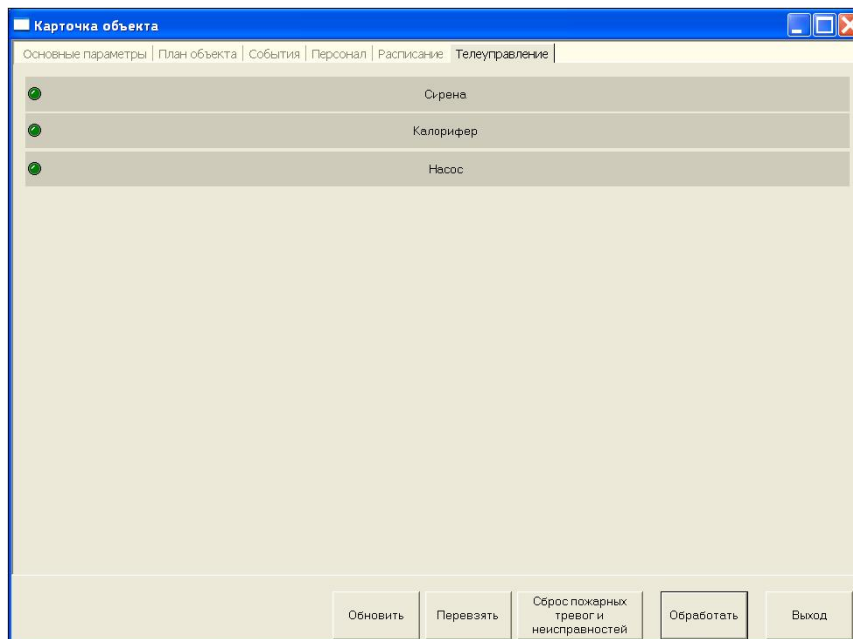 Карточка объекта
Основные параметры | План объекта | События | Персонал | Расписание | Телеуправление
Сирена
Калорифер
Насос
Обновить
Перевзять
Сброс пожарных
тревог и
неисправностей
Обработать
Выход